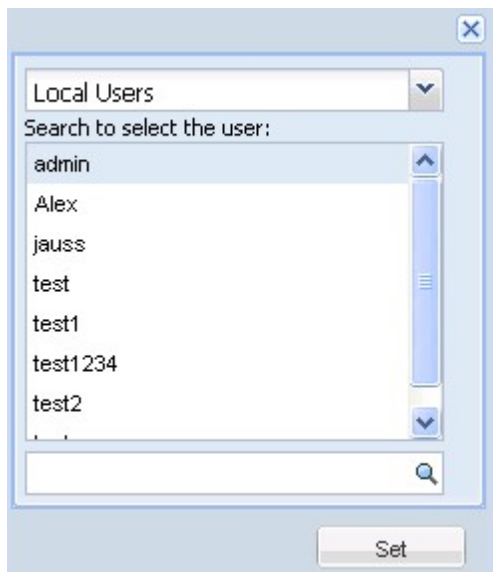 Local Users
Search to select the user:
admin
Alex
jauss
test
test1
test1234
test2
Set